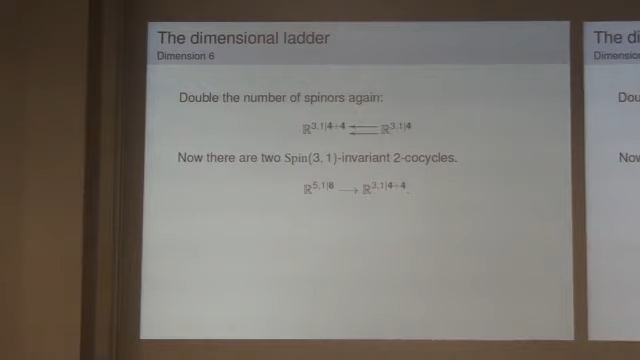 The dimensional ladder
Dimension 6
Double the number of spinors again:
ℝ^{3,1|4+4} ⇇ ℝ^{3,1|4}
Now there are two Spin(3, 1)-invariant 2-cocycles.
ℝ^{5,1|8} → ℝ^{3,1|4+4}.
The di
Dimension
Dou
Now